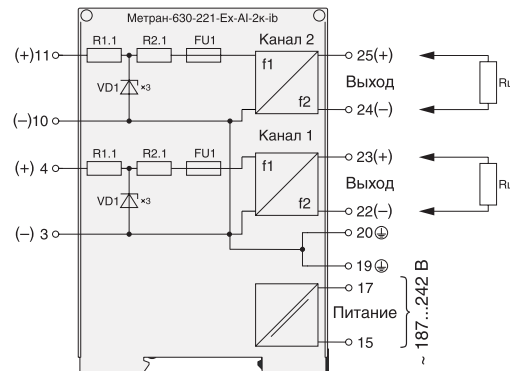 Метран-630-221-Ex-AI-2к-ib
(+)11 R1.1 R2.1 FU1 Канал 2 25(+)
f1
VD1 ×3 Выход
f2 24(–)
(–)10
Канал 1
(+) 4 R1.1 R2.1 FU1 f1 23(+)
VD1 ×3 Выход
f2 22(–)
(–) 3 20
19
17
Питание
15
~ 187...242 В